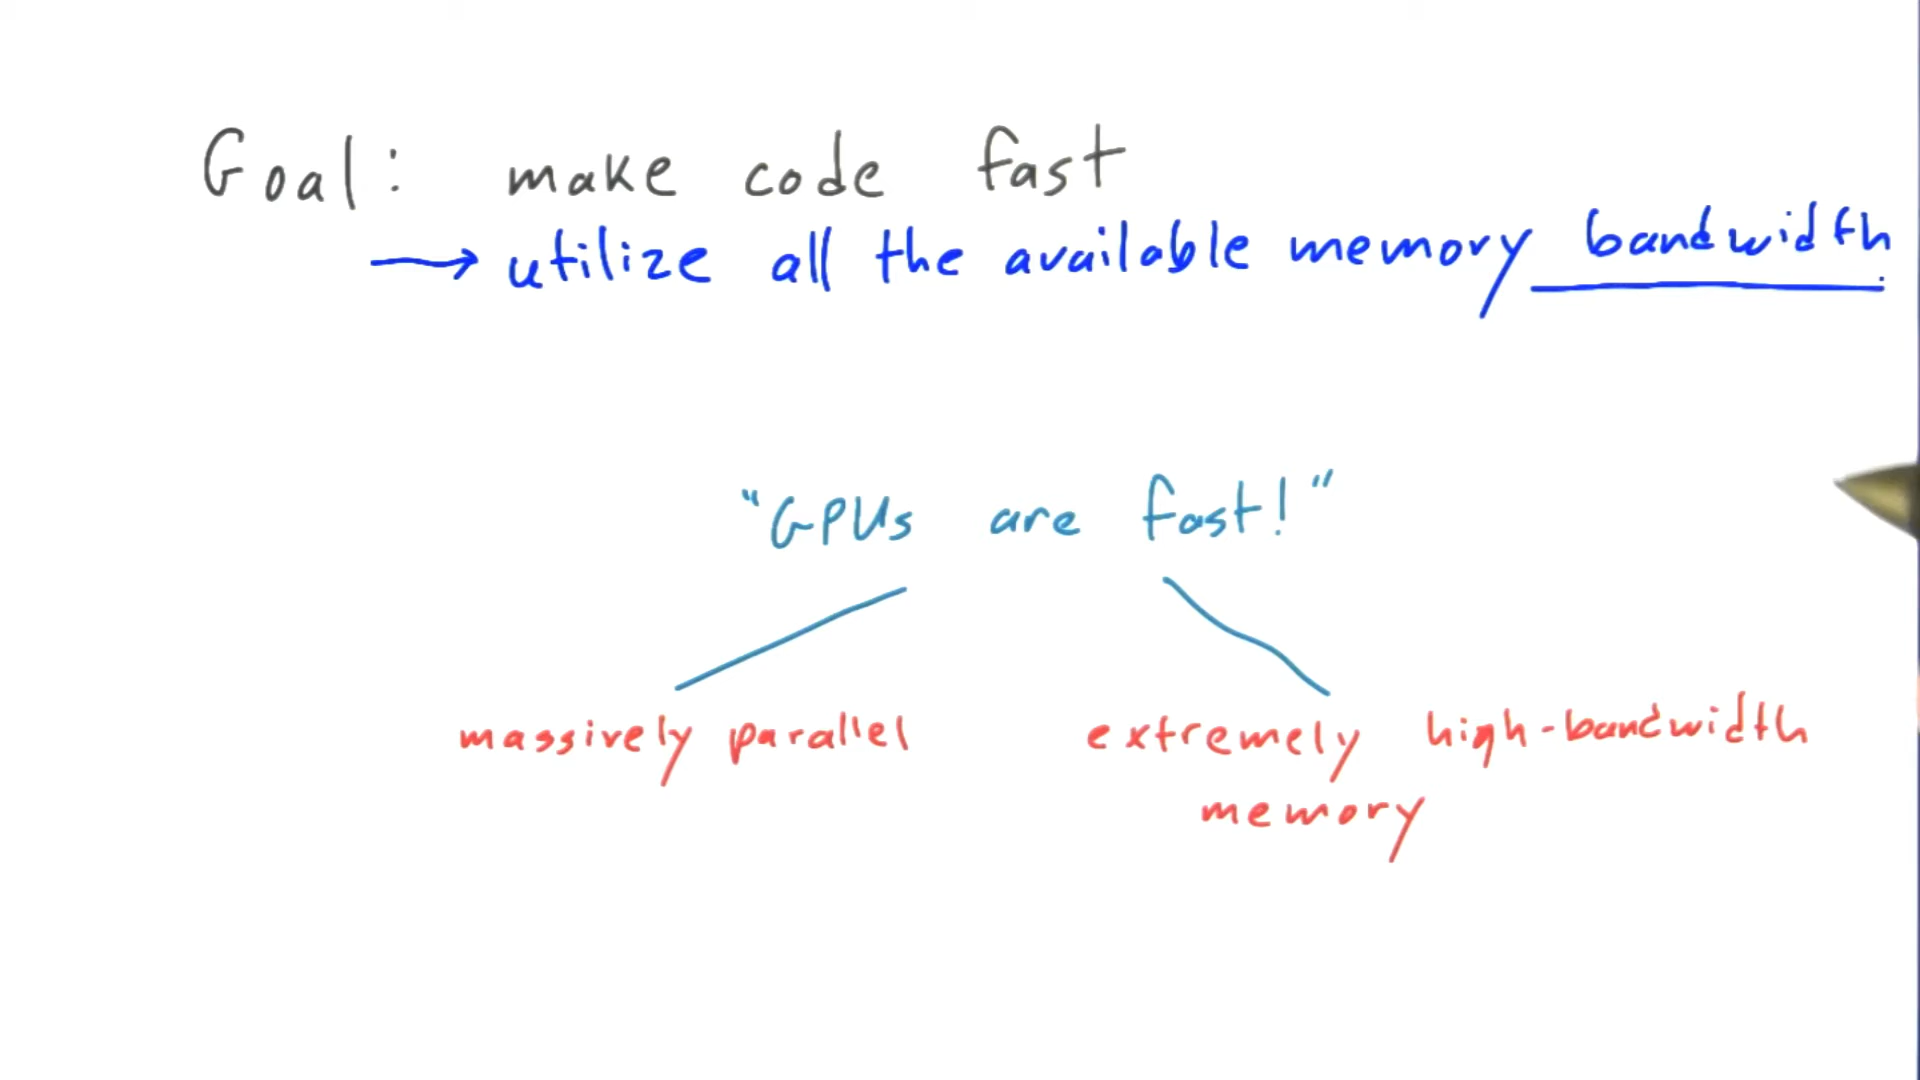 Goal: make code fast
→ utilize all the available memory bandwidth
"GPUs are fast!"
massively parallel
extremely high-bandwidth
memory